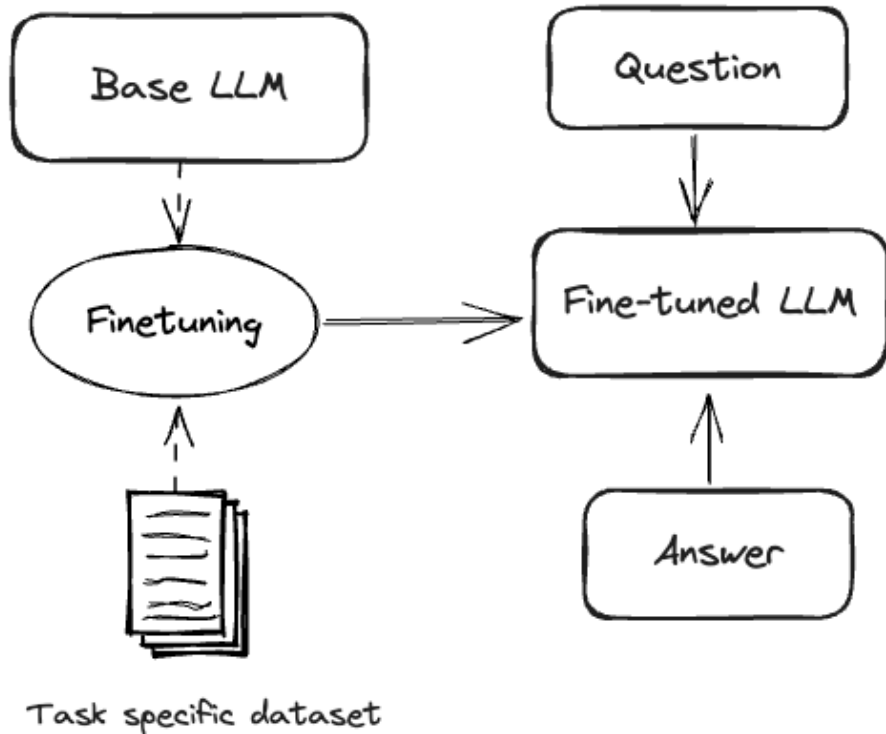 Base LLM
Question
Finetuning
Fine-tuned LLM
Answer
Task specific dataset